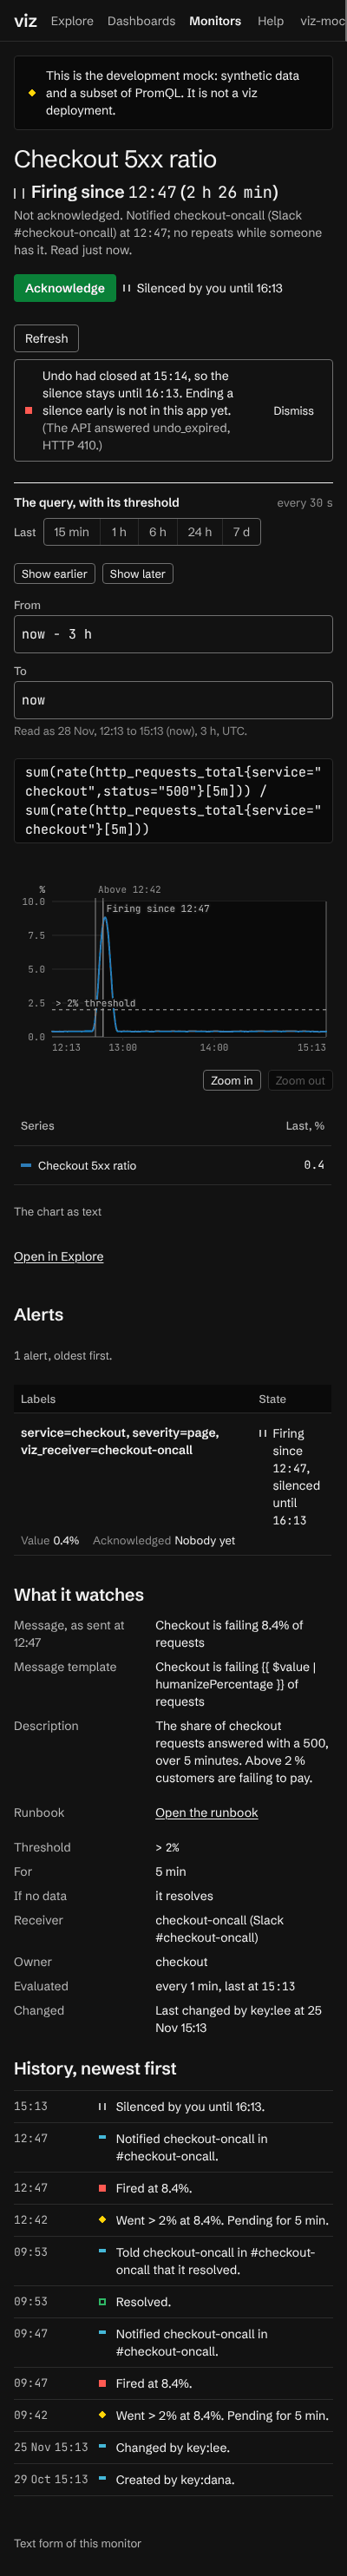 viz Explore Dashboards Monitors Help viz-moc
This is the development mock: synthetic data
and a subset of PromQL. It is not a viz
deployment.
Checkout 5xx ratio
Firing since 12:47 (2 h 26 min)
Not acknowledged. Notified checkout-oncall (Slack
#checkout-oncall) at 12:47; no repeats while someone
has it. Read just now.
Acknowledge Silenced by you until 16:13
Refresh
Undo had closed at 15:14, so the
silence stays until 16:13. Ending a
silence early is not in this app yet.
(The API answered undo_expired,
HTTP 410.)
Dismiss
The query, with its threshold every 30 s
Last 15 min 1 h 6 h 24 h 7 d
Show earlier Show later
From
now - 3 h
To
now
Read as 28 Nov, 12:13 to 15:13 (now), 3 h, UTC.
sum(rate(http_requests_total{service="
checkout",status="500"}[5m])) /
sum(rate(http_requests_total{service="
checkout"}[5m]))
% Above 12:42
10.0 Firing since 12:47
7.5
5.0
2.5 > 2% threshold
0.0
12:13 13:00 14:00 15:13
Zoom in Zoom out
Series Last, %
Checkout 5xx ratio 0.4
The chart as text
Open in Explore
Alerts
1 alert, oldest first.
Labels State
service=checkout, severity=page,
viz_receiver=checkout-oncall
Firing
since
12:47,
silenced
until
16:13
Value 0.4% Acknowledged Nobody yet
What it watches
Message, as sent at
12:47
Checkout is failing 8.4% of
requests
Message template
Checkout is failing {{ $value |
humanizePercentage }} of
requests
Description
The share of checkout
requests answered with a 500,
over 5 minutes. Above 2 %
customers are failing to pay.
Runbook Open the runbook
Threshold > 2%
For 5 min
If no data it resolves
Receiver checkout-oncall (Slack
#checkout-oncall)
Owner checkout
Evaluated every 1 min, last at 15:13
Changed Last changed by key:lee at 25
Nov 15:13
History, newest first
15:13 Silenced by you until 16:13.
12:47 Notified checkout-oncall in
#checkout-oncall.
12:47 Fired at 8.4%.
12:42 Went > 2% at 8.4%. Pending for 5 min.
09:53 Told checkout-oncall in #checkout-
oncall that it resolved.
09:53 Resolved.
09:47 Notified checkout-oncall in
#checkout-oncall.
09:47 Fired at 8.4%.
09:42 Went > 2% at 8.4%. Pending for 5 min.
25 Nov 15:13 Changed by key:lee.
29 Oct 15:13 Created by key:dana.
Text form of this monitor